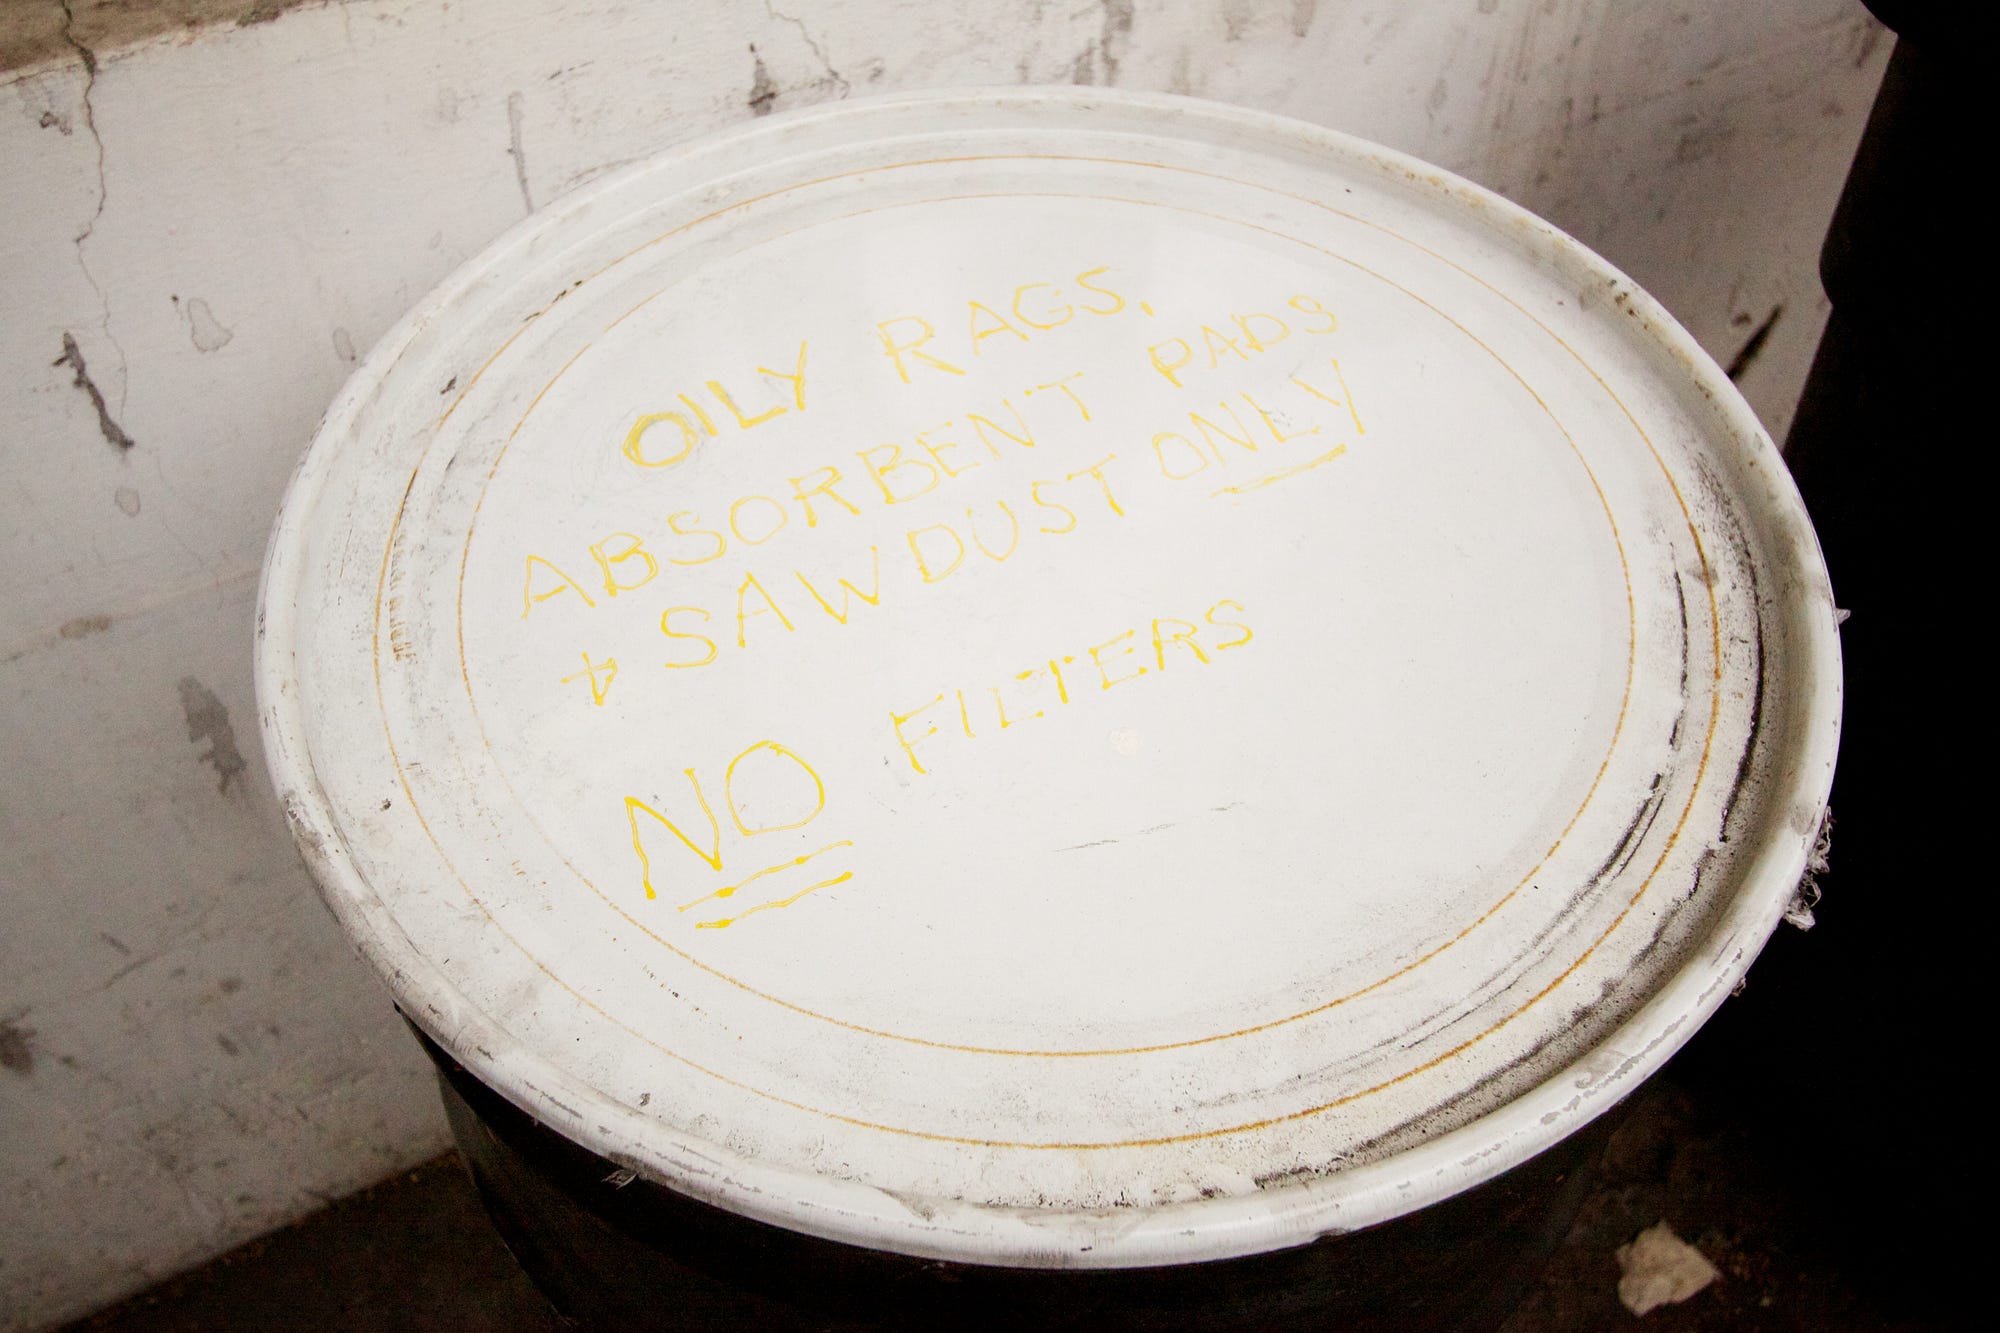 OILY RAGS,
ABSORBENT PADS
+ SAWDUST ONLY
NO FILTERS